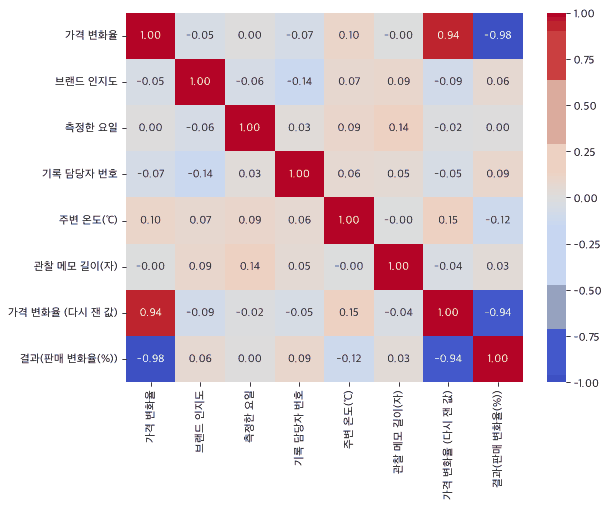 가격 변화율 1.00 -0.05 0.00 -0.07 0.10 -0.00 0.94 -0.98
브랜드 인지도 -0.05 1.00 -0.06 -0.14 0.07 0.09 -0.09 0.06
측정한 요일 0.00 -0.06 1.00 0.03 0.09 0.14 -0.02 0.00
기록 담당자 번호 -0.07 -0.14 0.03 1.00 0.06 0.05 -0.05 0.09
주변 온도(℃) 0.10 0.07 0.09 0.06 1.00 -0.00 0.15 -0.12
관찰 메모 길이(자) -0.00 0.09 0.14 0.05 -0.00 1.00 -0.04 0.03
가격 변화율 (다시 잰 값) 0.94 -0.09 -0.02 -0.05 0.15 -0.04 1.00 -0.94
결과(판매 변화율(%)) -0.98 0.06 0.00 0.09 -0.12 0.03 -0.94 1.00
가격 변화율
브랜드 인지도
측정한 요일
기록 담당자 번호
주변 온도(℃)
관찰 메모 길이(자)
가격 변화율 (다시 잰 값)
결과(판매 변화율(%))
1.00
0.75
0.50
0.25
0.00
-0.25
-0.50
-0.75
-1.00